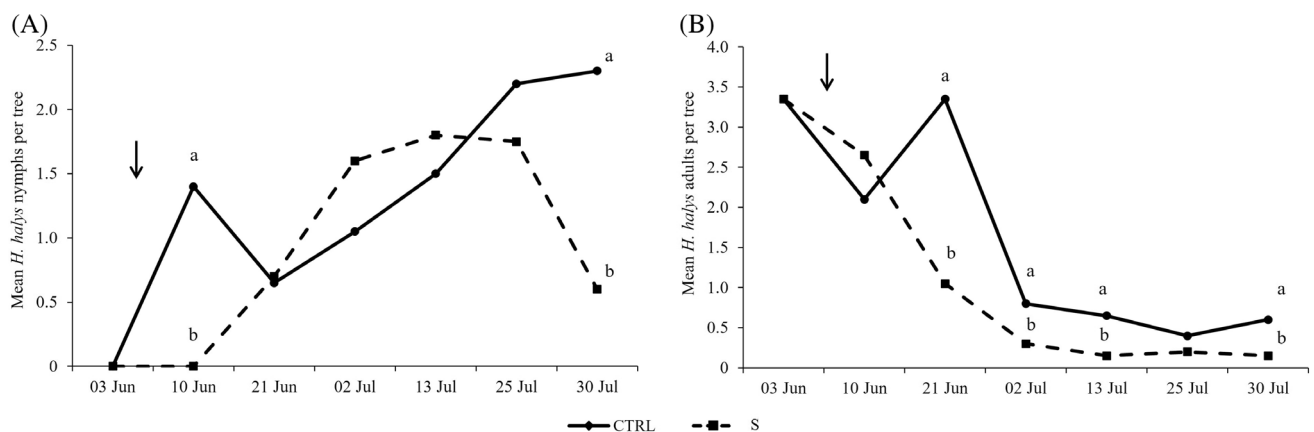 (A)
Mean H. halys nymphs per tree
2.5
2.0
1.5
1.0
0.5
0
a
b
a
b
03 Jun 10 Jun 21 Jun 02 Jul 13 Jul 25 Jul 30 Jul
(B)
Mean H. halys adults per tree
4.0
3.5
3.0
2.5
2.0
1.5
1.0
0.5
0
a
b
a
b
a
b
a
b
03 Jun 10 Jun 21 Jun 02 Jul 13 Jul 25 Jul 30 Jul
CTRL S